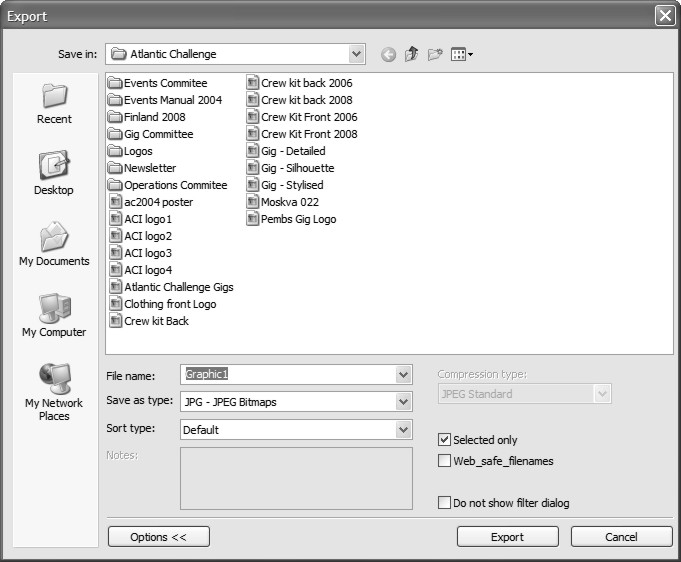 Export
Save in: Atlantic Challenge
Recent
Desktop
My Documents
My Computer
My Network
Places
Events Commitee
Events Manual 2004
Finland 2008
Gig Committee
Logos
Newsletter
Operations Commitee
ac2004 poster
ACI logo1
ACI logo2
ACI logo3
ACI logo4
Atlantic Challenge Gigs
Clothing front Logo
Crew kit Back
Crew kit back 2006
Crew kit back 2008
Crew Kit Front 2006
Crew Kit Front 2008
Gig - Detailed
Gig - Silhouette
Gig - Stylised
Moskva 022
Pembs Gig Logo
File name: Graphic1
Save as type: JPG - JPEG Bitmaps
Sort type: Default
Notes:
Compression type:
JPEG Standard
Selected only
Web_safe_filenames
Do not show filter dialog
Options <<
Export
Cancel